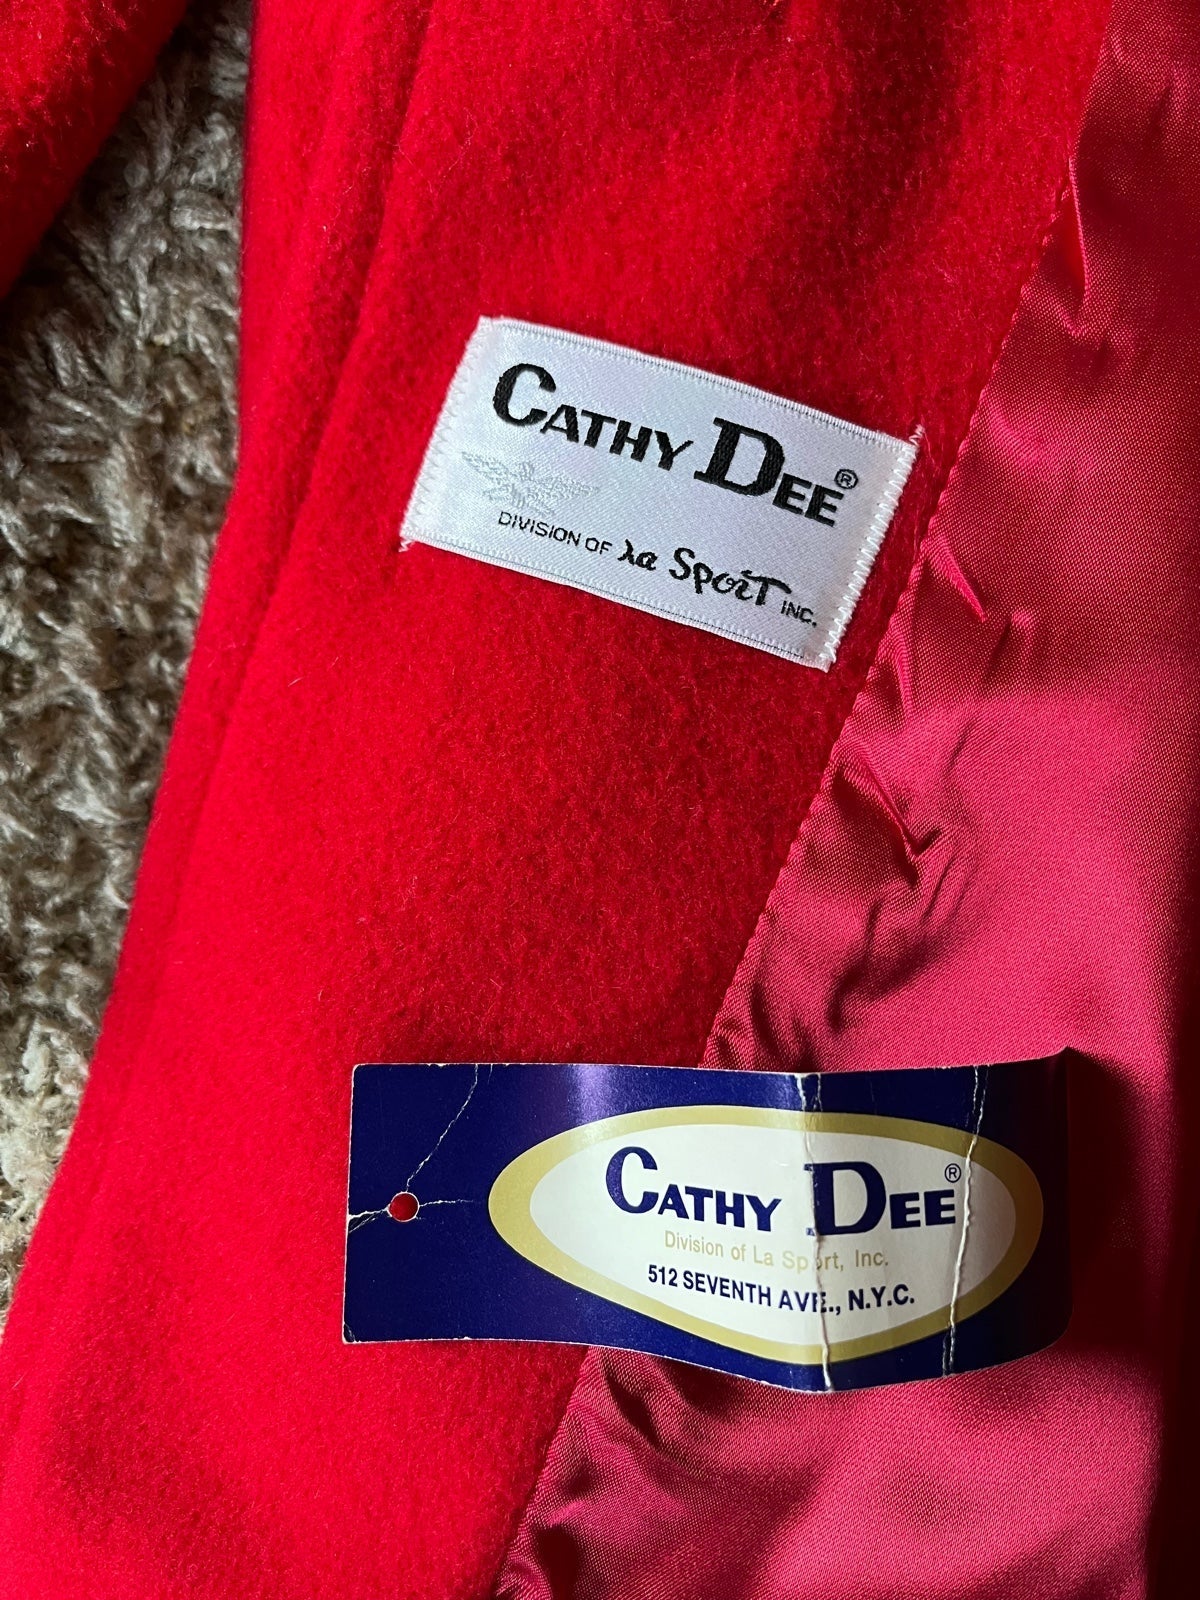 CATHY DEE®
DIVISION OF La Sport INC.
CATHY DEE®
Division of La Sport, Inc.
512 SEVENTH AVE., N.Y.C.